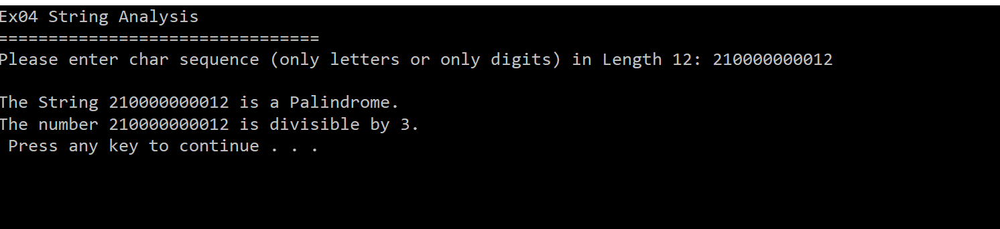 Ex04 String Analysis
================================
Please enter char sequence (only letters or only digits) in Length 12: 210000000012
The String 210000000012 is a Palindrome.
The number 210000000012 is divisible by 3.
Press any key to continue . . .